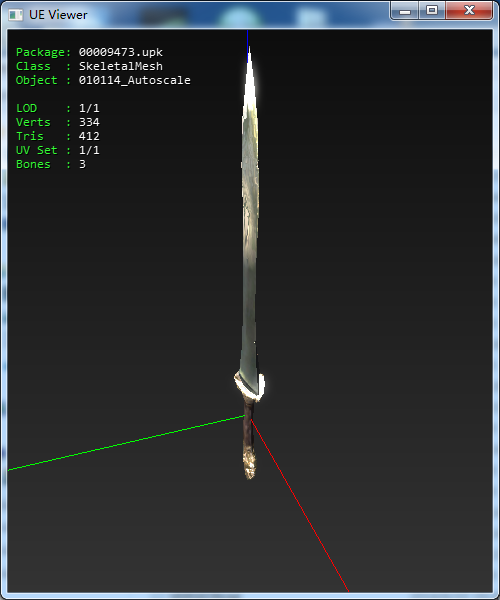 UE Viewer
Package: 00009473.upk
Class : SkeletalMesh
Object : 010114_Autoscale
LOD : 1/1
Verts : 334
Tris : 412
UV Set : 1/1
Bones : 3